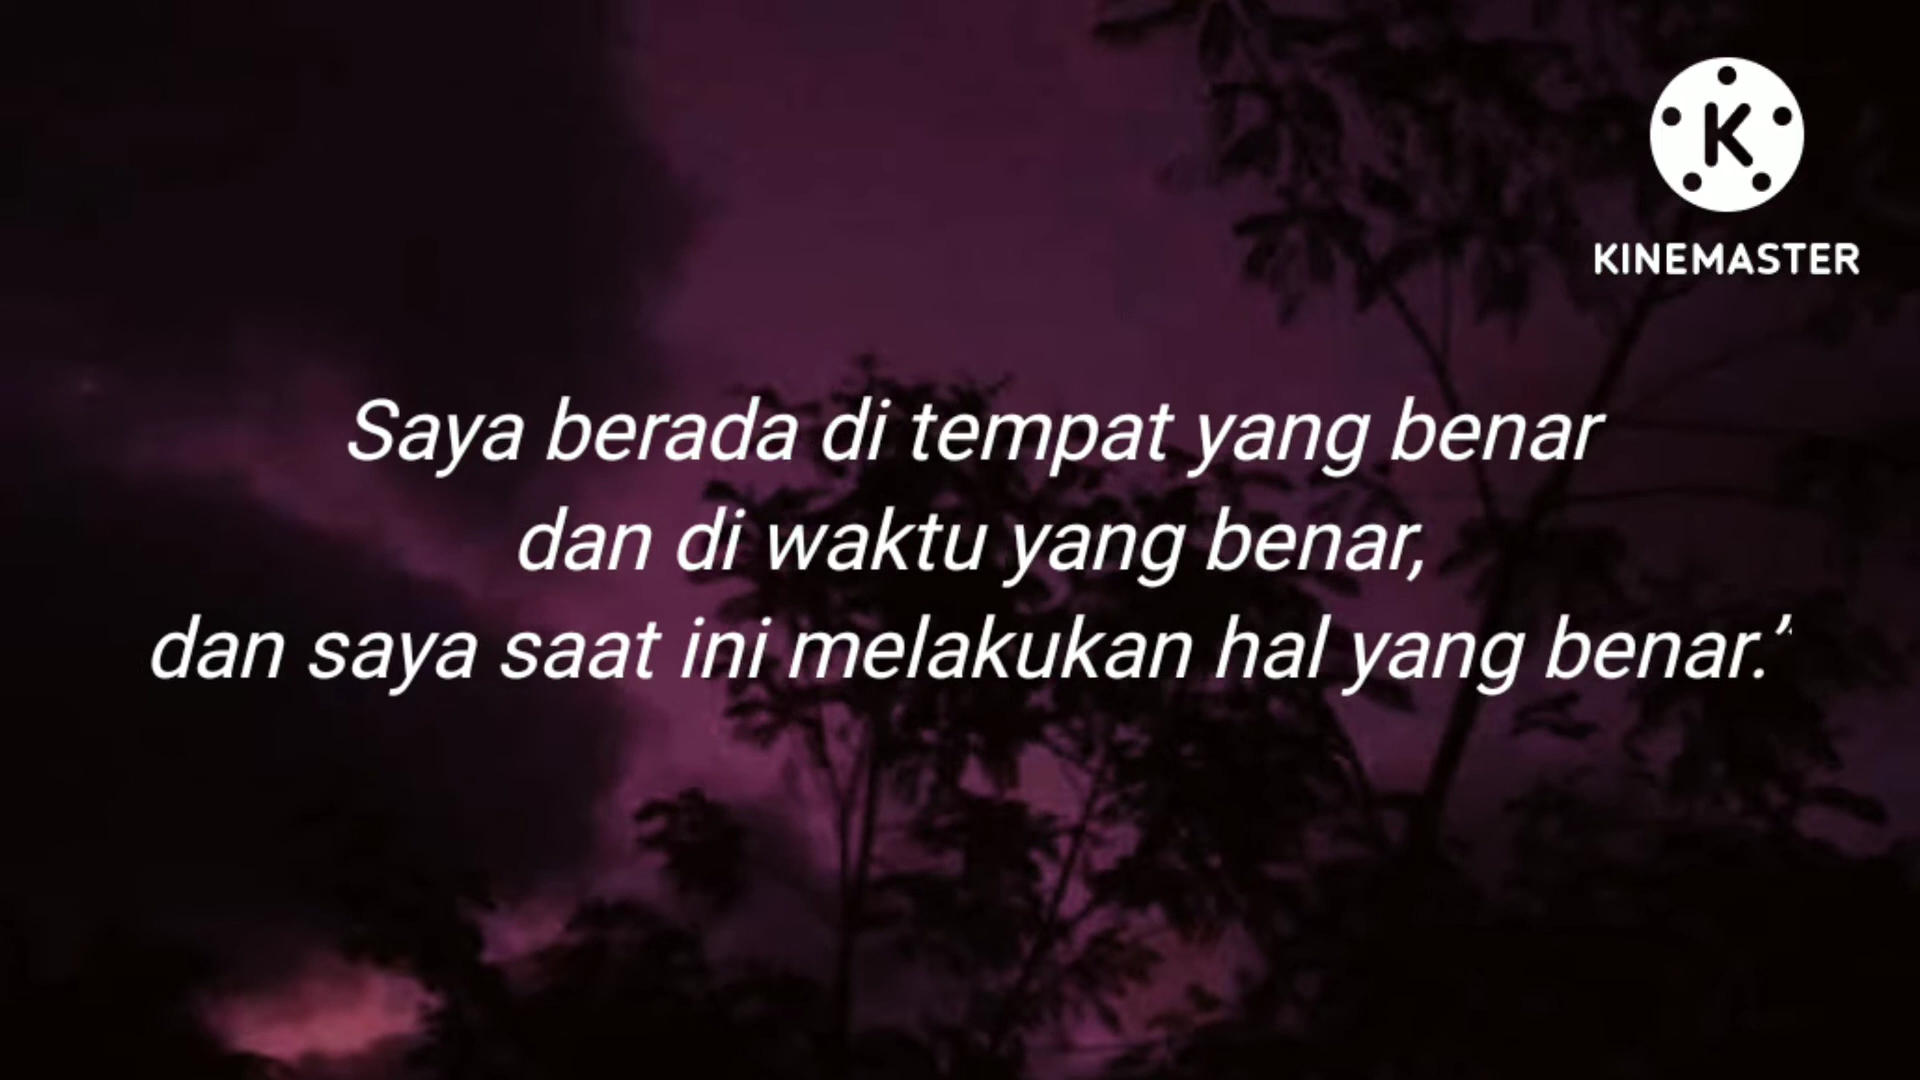 K
KINEMASTER
Saya berada di tempat yang benar
dan di waktu yang benar,
dan saya saat ini melakukan hal yang benar.”